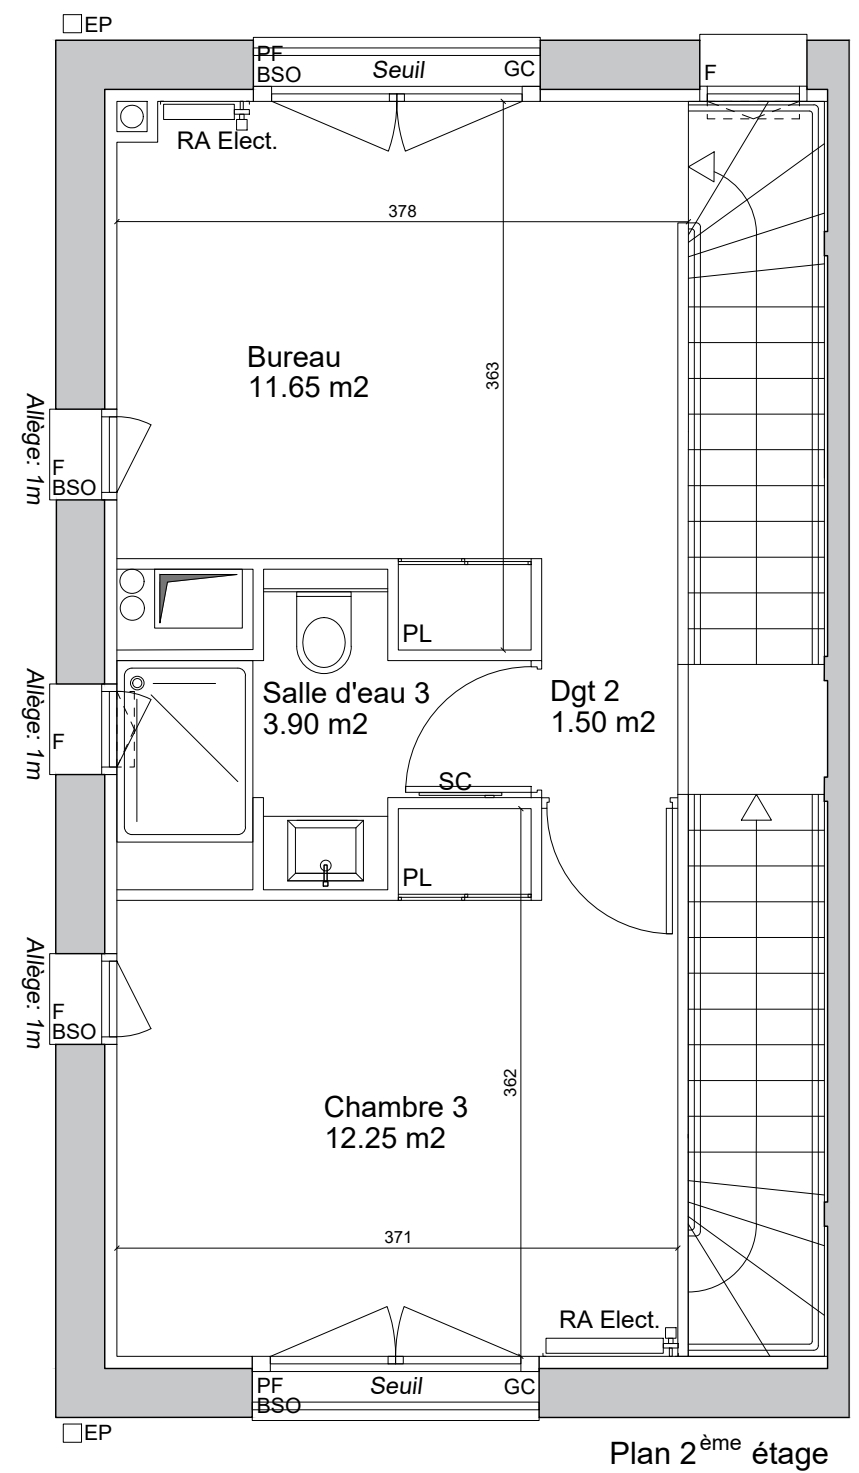 EP
PF
BSO
Seuil
GC
F
RA Elect.
378
Bureau
11.65 m2
363
Allège: 1m
F
BSO
PL
Salle d'eau 3
3.90 m2
Dgt 2
1.50 m2
Allège: 1m
F
SC
PL
Allège: 1m
F
BSO
362
Chambre 3
12.25 m2
371
RA Elect.
PF
BSO
Seuil
GC
EP
Plan 2ème étage